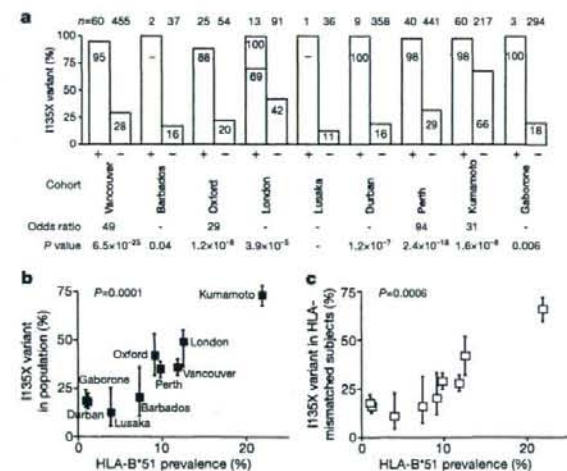 a
n=60 455 2 37 25 54 13 91 1 36 9 358 40 441 60 217 3 294
I135X variant (%)
100
75
50
25
0
95 28 – 16 88 20 100 69 42 – 11 100 16 98 29 98 66 100 18
+ – + – + – + – + – + – + – + – + –
Cohort Vancouver Barbados Oxford London Lusaka Durban Perth Kumamoto Gaborone
Odds ratio 49 - 29 - - - 94 31 -
P value 6.5×10⁻²⁵ 0.04 1.2×10⁻⁸ 3.9×10⁻⁵ - 1.2×10⁻⁷ 2.4×10⁻¹⁸ 1.6×10⁻⁸ 0.006
b
P=0.0001
I135X variant in population (%)
75
50
25
0
Kumamoto
London
Oxford
Vancouver
Perth
Gaborone
Barbados
Durban
Lusaka
0 10 20
HLA-B*51 prevalence (%)
c
P=0.0006
I135X variant in HLA-mismatched subjects (%)
75
50
25
0
0 10 20
HLA-B*51 prevalence (%)